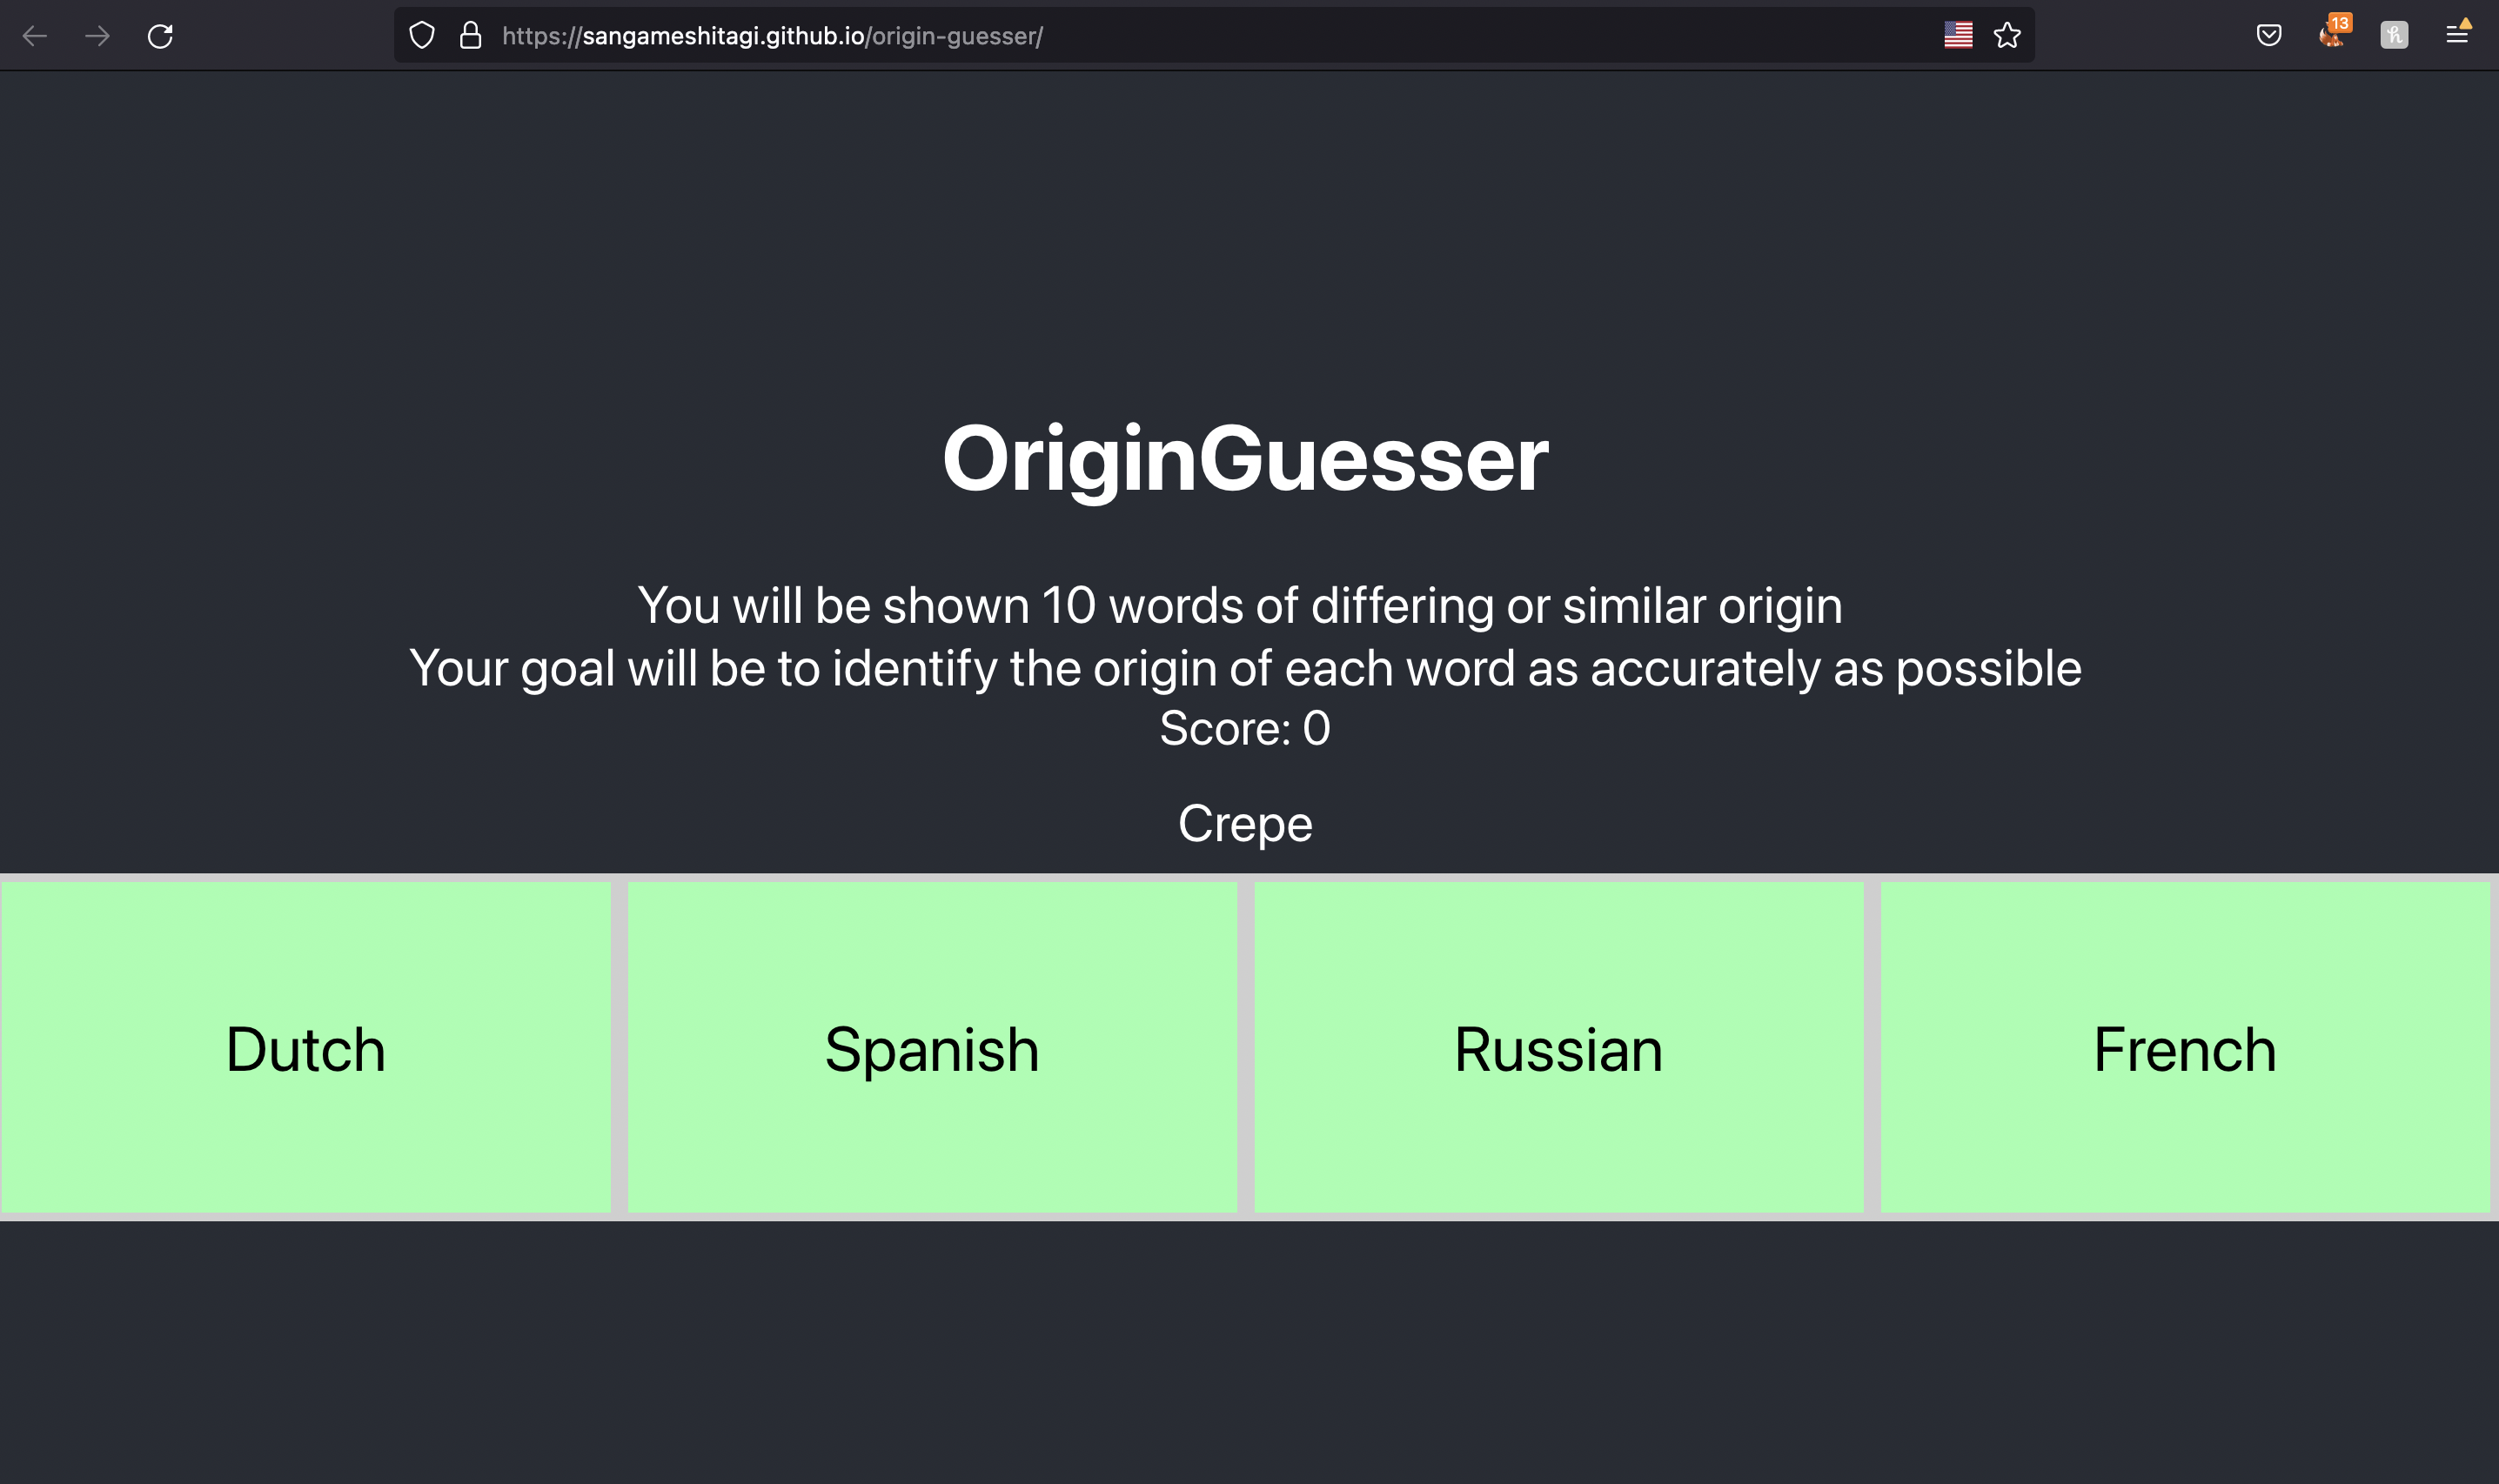 https://sangameshitagi.github.io/origin-guesser/
13
h
OriginGuesser
You will be shown 10 words of differing or similar origin
Your goal will be to identify the origin of each word as accurately as possible
Score: 0
Crepe
Dutch
Spanish
Russian
French